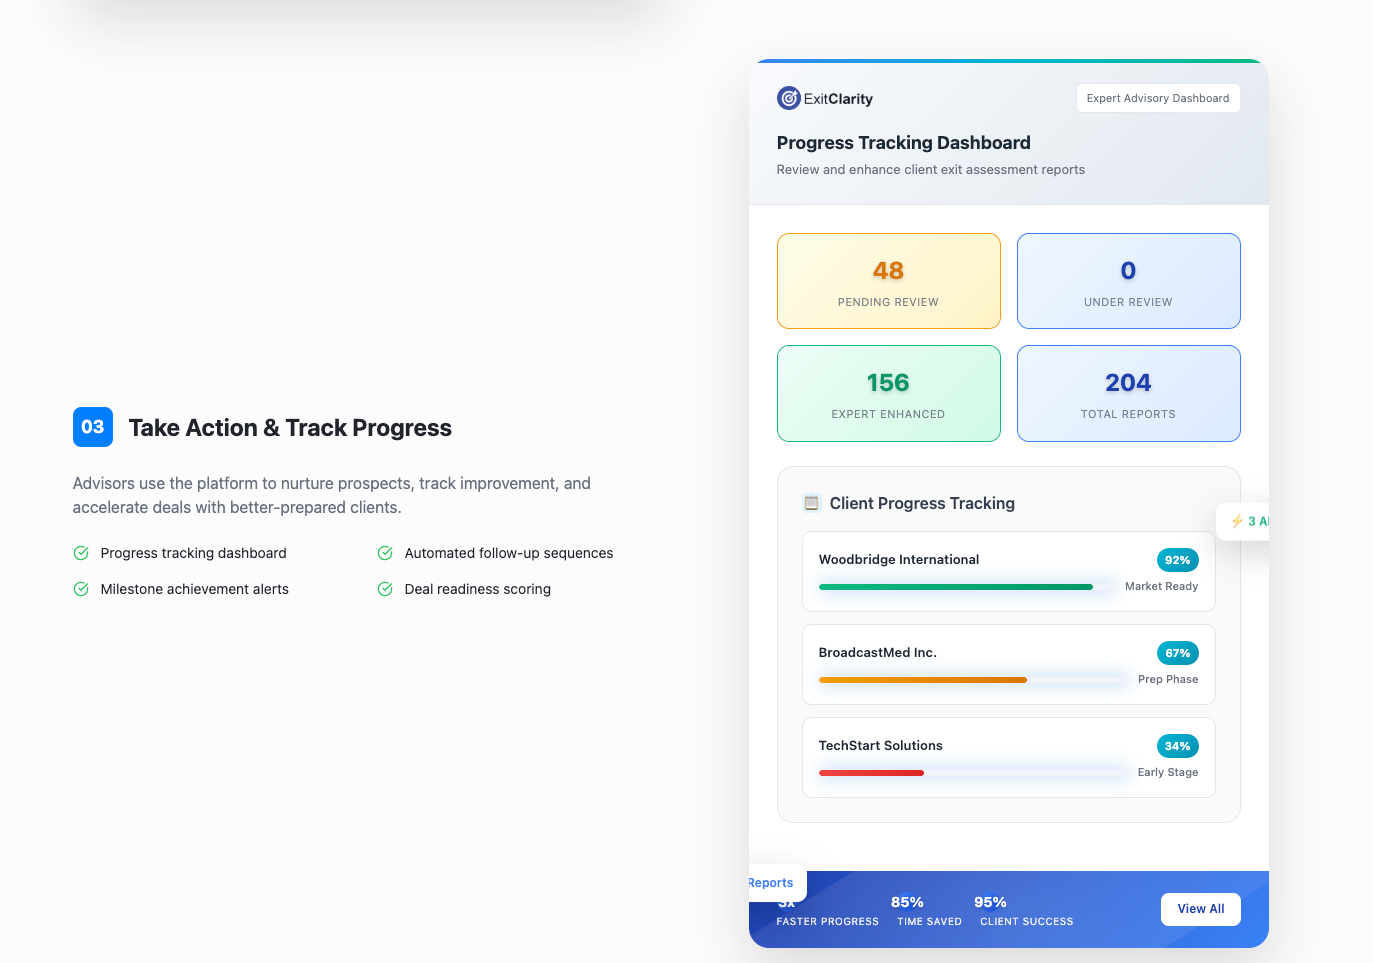 03
Take Action & Track Progress
Advisors use the platform to nurture prospects, track improvement, and
accelerate deals with better-prepared clients.
Progress tracking dashboard
Automated follow-up sequences
Milestone achievement alerts
Deal readiness scoring
ExitClarity
Expert Advisory Dashboard
Progress Tracking Dashboard
Review and enhance client exit assessment reports
48
PENDING REVIEW
0
UNDER REVIEW
156
EXPERT ENHANCED
204
TOTAL REPORTS
Client Progress Tracking
⚡ 3
Woodbridge International
92%
Market Ready
BroadcastMed Inc.
67%
Prep Phase
TechStart Solutions
34%
Early Stage
Reports
3x
FASTER PROGRESS
85%
TIME SAVED
95%
CLIENT SUCCESS
View All